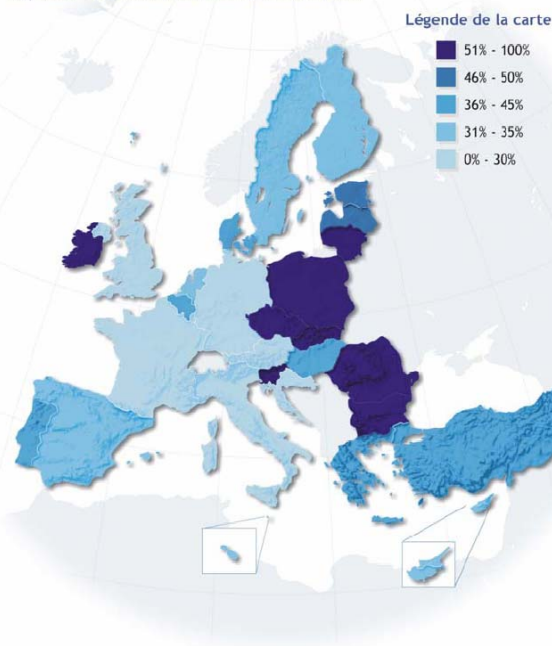 Légende de la carte
51% - 100%
46% - 50%
36% - 45%
31% - 35%
0% - 30%